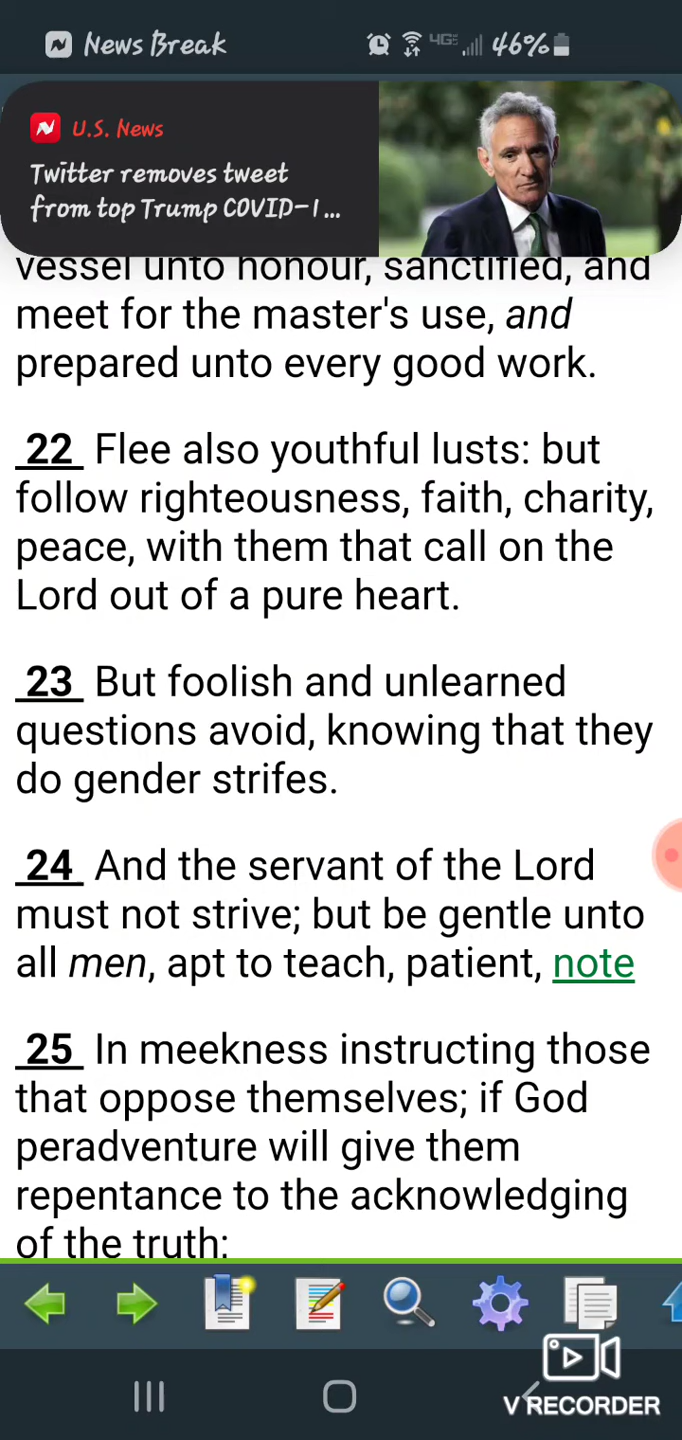 News Break 4GE 46%
U.S. News
Twitter removes tweet
from top Trump COVID-1...
vessel unto honour, sanctified, and
meet for the master's use, and
prepared unto every good work.
22 Flee also youthful lusts: but
follow righteousness, faith, charity,
peace, with them that call on the
Lord out of a pure heart.
23 But foolish and unlearned
questions avoid, knowing that they
do gender strifes.
24 And the servant of the Lord
must not strive; but be gentle unto
all men, apt to teach, patient, note
25 In meekness instructing those
that oppose themselves; if God
peradventure will give them
repentance to the acknowledging
of the truth:
V RECORDER